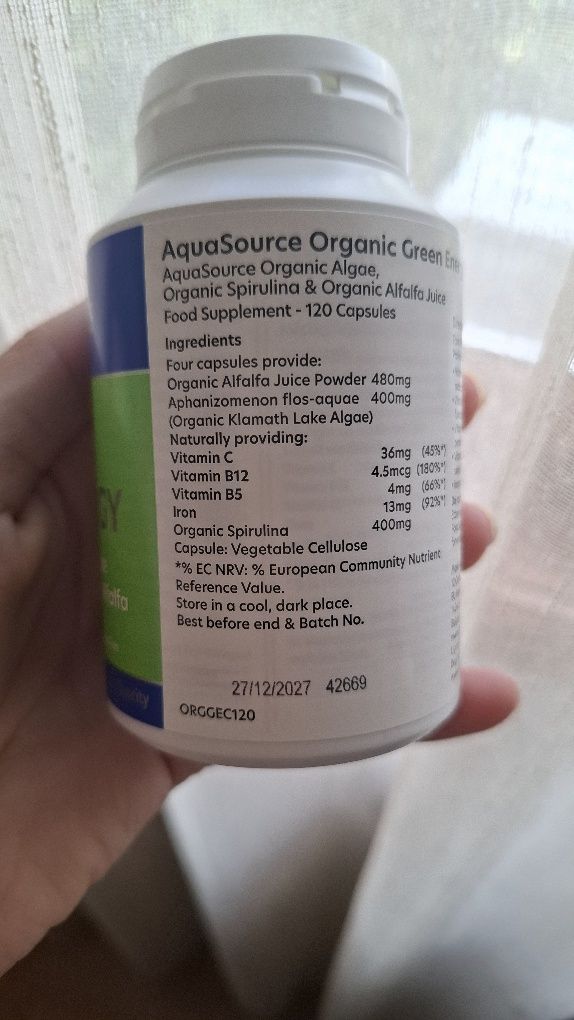 AquaSource Organic Green
AquaSource Organic Algae,
Organic Spirulina & Organic Alfalfa Juice
Food Supplement - 120 Capsules
Ingredients
Four capsules provide:
Organic Alfalfa Juice Powder 480mg
Aphanizomenon flos-aquae 400mg
(Organic Klamath Lake Algae)
Naturally providing:
Vitamin C 36mg (45%*)
Vitamin B12 4.5mcg (180%*)
Vitamin B5 4mg (66%*)
Iron 13mg (92%*)
Organic Spirulina 400mg
Capsule: Vegetable Cellulose
*% EC NRV: % European Community Nutrient
Reference Value.
Store in a cool, dark place.
Best before end & Batch No.
27/12/2027 42669
ORGGEC120